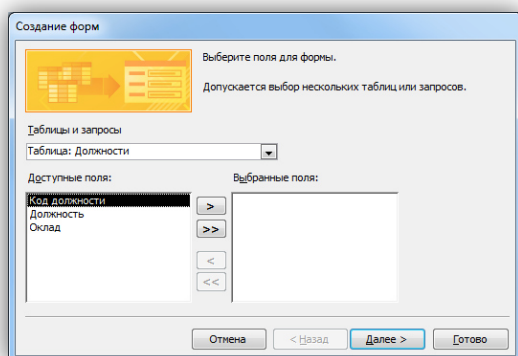 Создание форм
Выберите поля для формы.
Допускается выбор нескольких таблиц или запросов.
Таблицы и запросы
Таблица: Должности
Доступные поля:
Выбранные поля:
Код должности
Должность
Оклад
>
>>
<
<<
Отмена
< Назад
Далее >
Готово